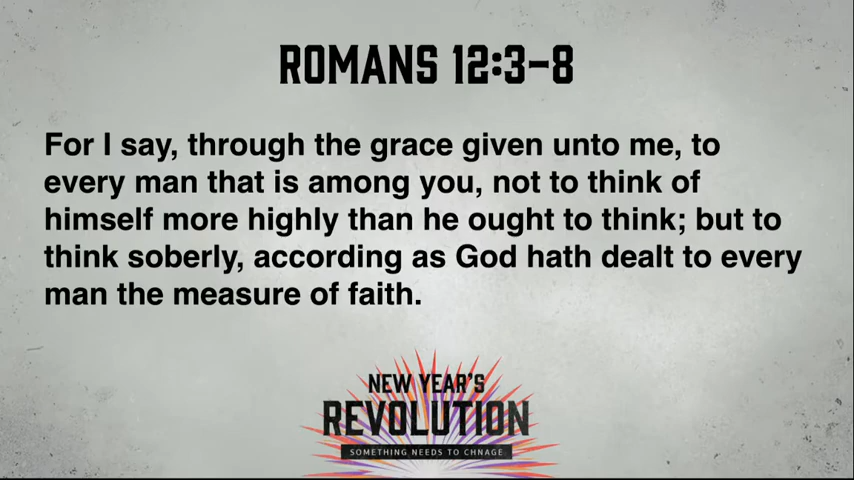 ROMANS 12:3-8
For I say, through the grace given unto me, to
every man that is among you, not to think of
himself more highly than he ought to think; but to
think soberly, according as God hath dealt to every
man the measure of faith.
NEW YEAR'S
REVOLUTION
SOMETHING NEEDS TO CHNAGE